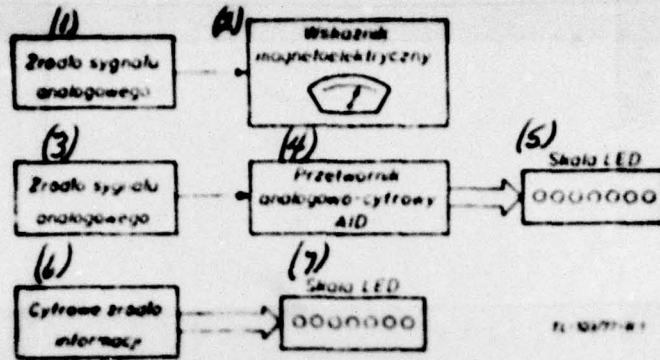 (1)
Źródło sygnału
analogowego
(2)
Wskaźnik
magnetoelektryczny
(3)
Źródło sygnału
analogowego
(4)
Przetwornik
analogowo-cyfrowy
A/D
(5)
Skala LED
(6)
Cyfrowe źródło
informacji
(7)
Skala LED